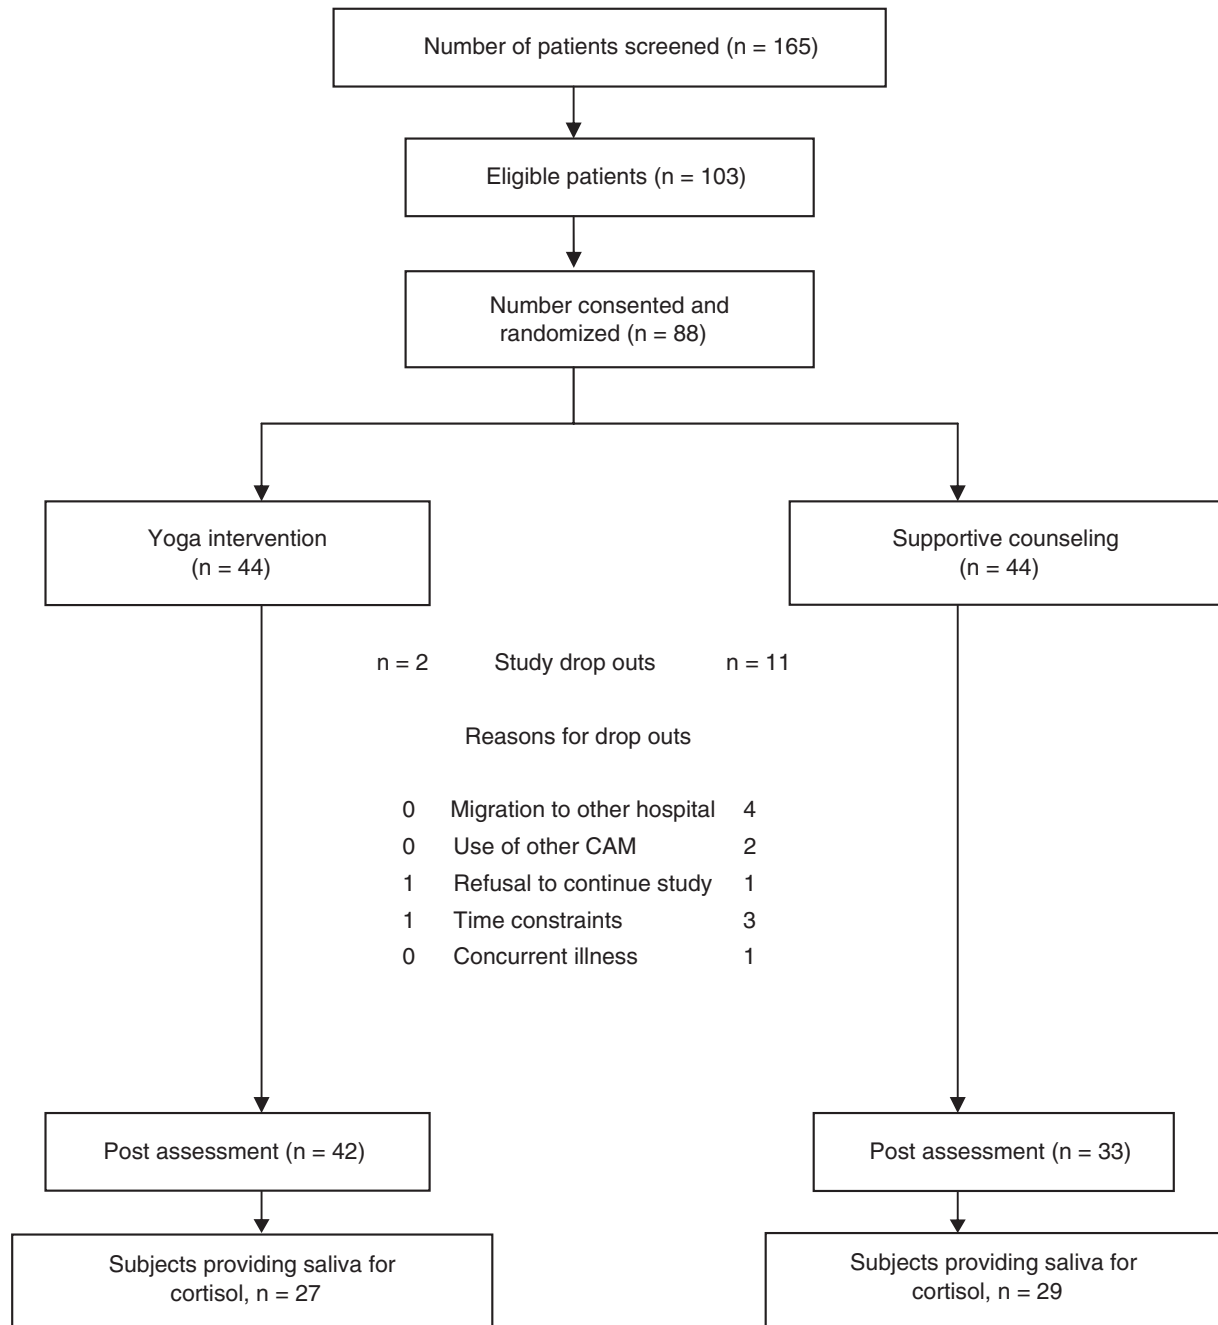 Number of patients screened (n = 165)
Eligible patients (n = 103)
Number consented and
randomized (n = 88)
Yoga intervention
(n = 44)
Supportive counseling
(n = 44)
n = 2 Study drop outs n = 11
Reasons for drop outs
0 Migration to other hospital 4
0 Use of other CAM 2
1 Refusal to continue study 1
1 Time constraints 3
0 Concurrent illness 1
Post assessment (n = 42)
Post assessment (n = 33)
Subjects providing saliva for
cortisol, n = 27
Subjects providing saliva for
cortisol, n = 29